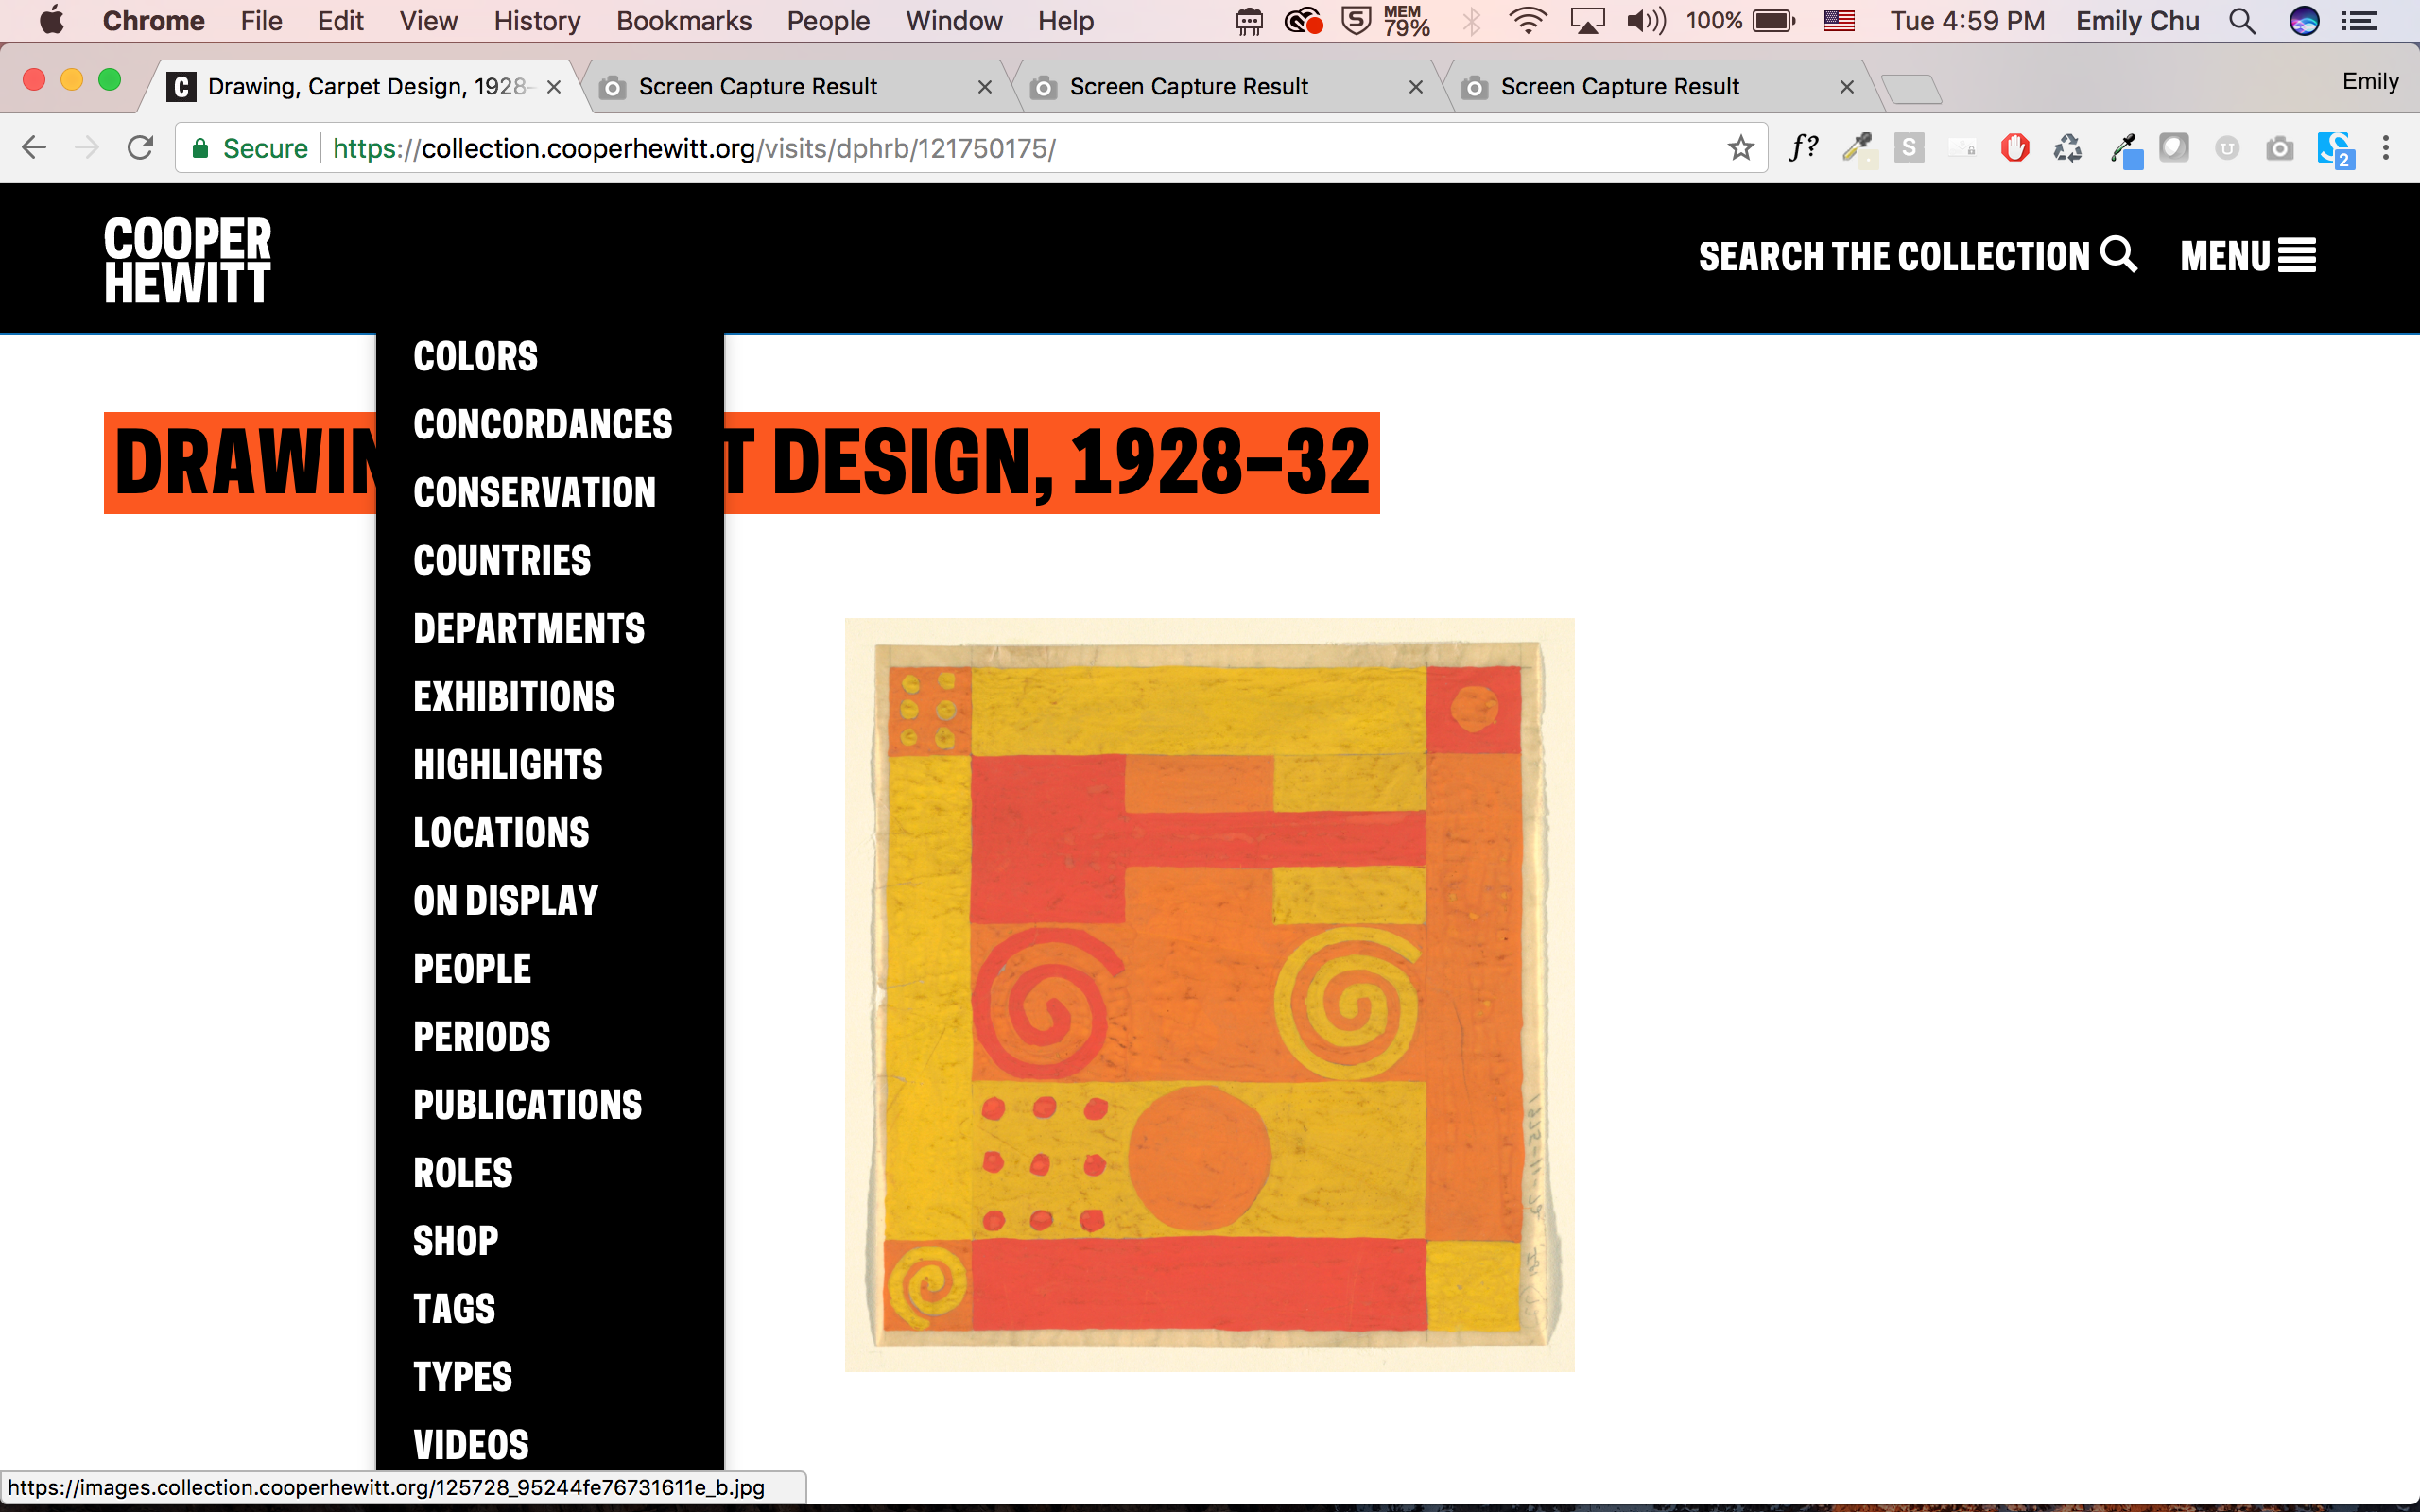 Chrome File Edit View History Bookmarks People Window Help MEM 79% 100% Tue 4:59 PM Emily Chu
Drawing, Carpet Design, 1928- Screen Capture Result Screen Capture Result Screen Capture Result Emily
Secure https://collection.cooperhewitt.org/visits/dphrb/121750175/ f? S U 2
COOPER
HEWITT
SEARCH THE COLLECTION MENU
COLORS
CONCORDANCES
DRAWIN T DESIGN, 1928–32
CONSERVATION
COUNTRIES
DEPARTMENTS
EXHIBITIONS
HIGHLIGHTS
LOCATIONS
ON DISPLAY
PEOPLE
PERIODS
PUBLICATIONS
ROLES
SHOP
TAGS
TYPES
VIDEOS
https://images.collection.cooperhewitt.org/125728_95244fe76731611e_b.jpg